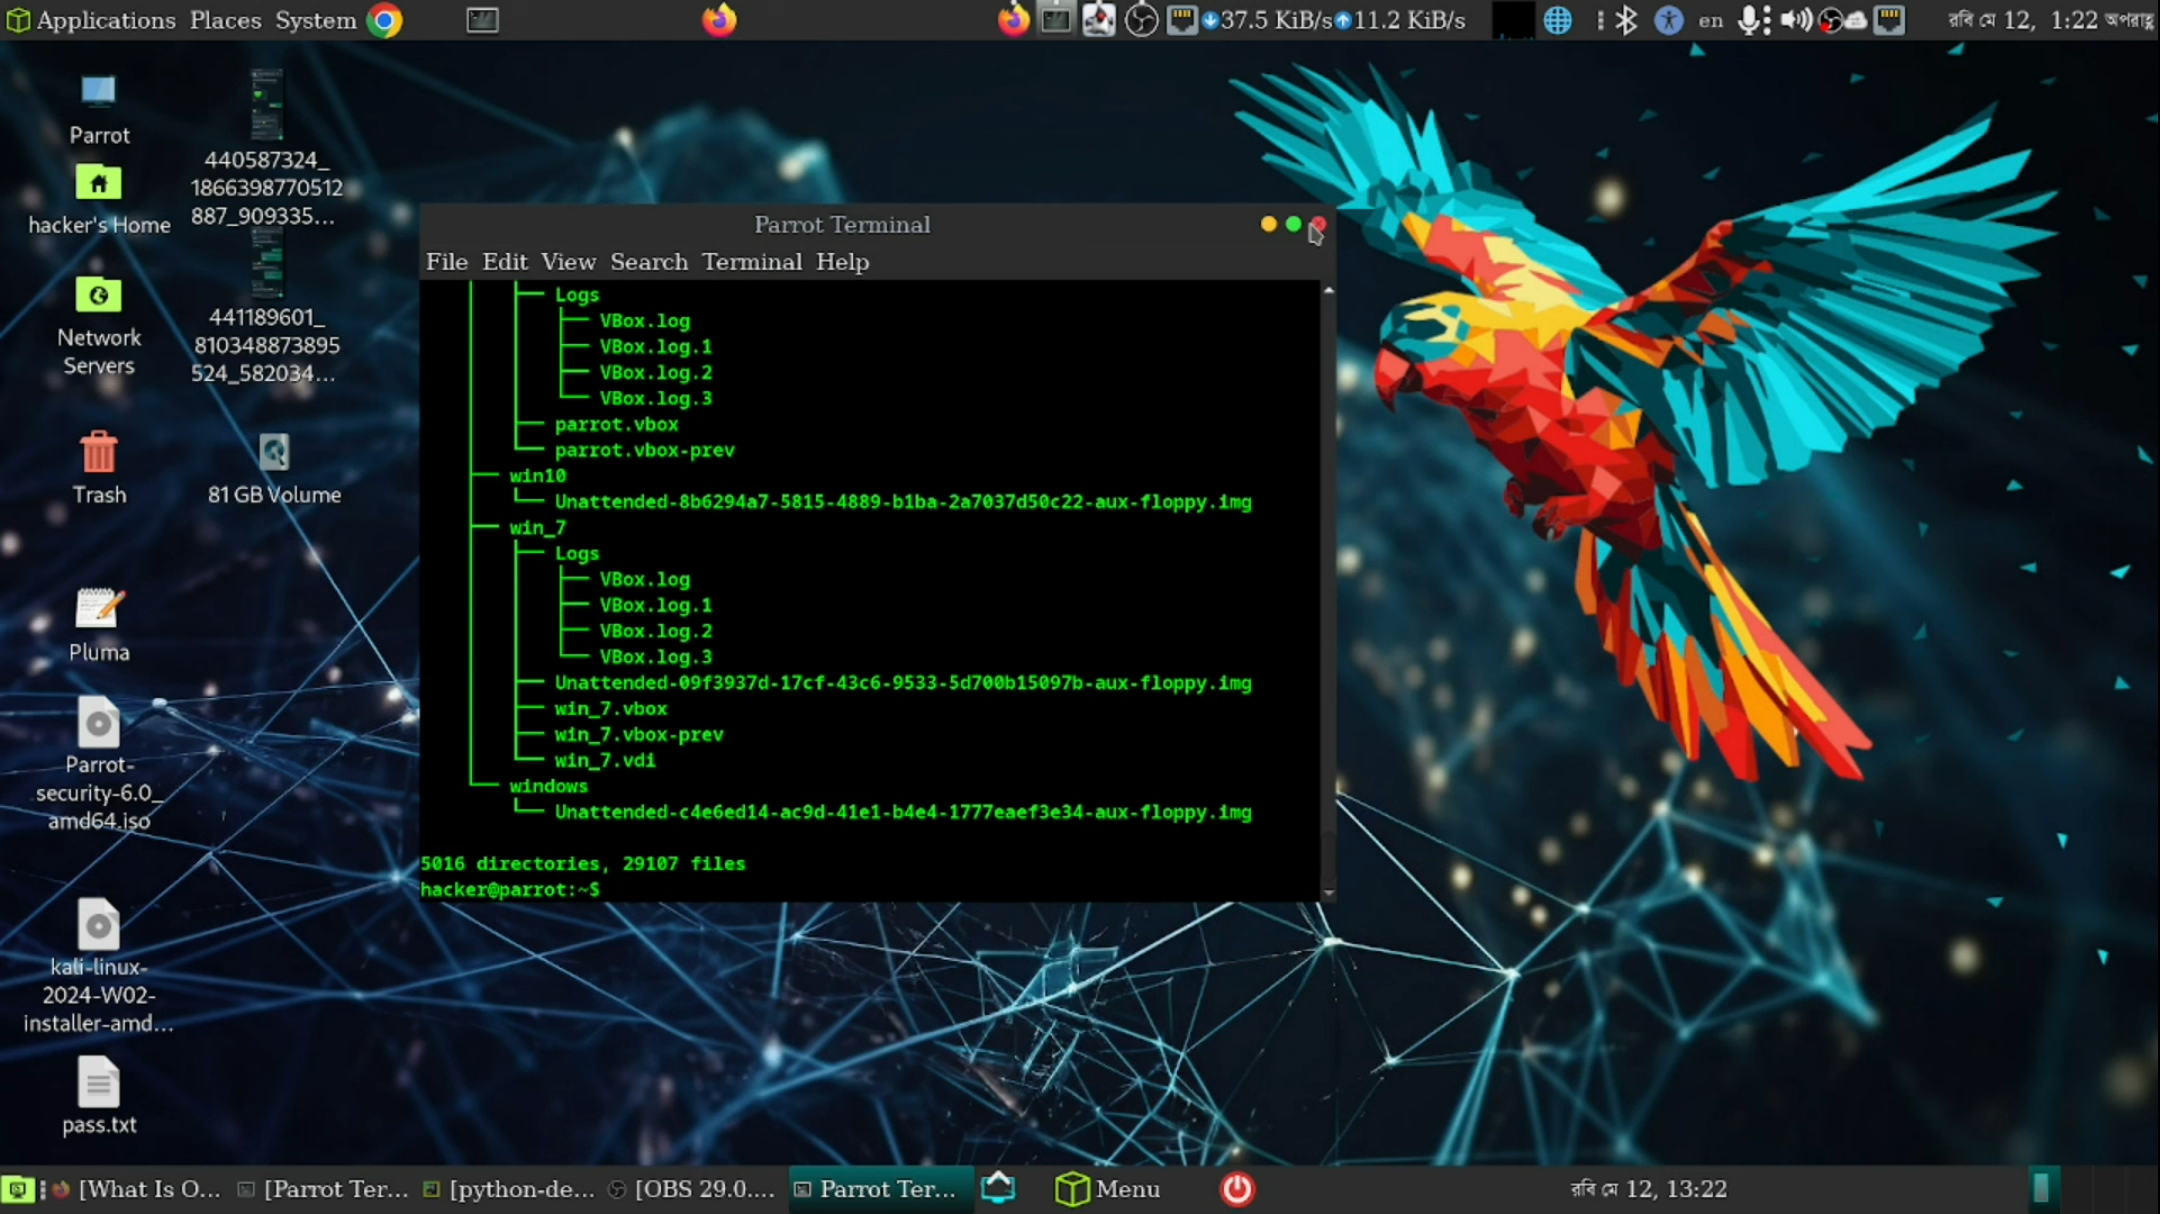 Applications Places System
37.5 KiB/s 11.2 KiB/s
en
রবি মে 12, 1:22 অপরাহ্ণ
Parrot
hacker's Home
Network
Servers
Trash
Pluma
Parrot-
security-6.0_
amd64.iso
kali-linux-
2024-W02-
installer-amd...
pass.txt
440587324_
1866398770512
887_909335...
441189601_
810348873895
524_582034...
81 GB Volume
Parrot Terminal
File Edit View Search Terminal Help
Logs
VBox.log
VBox.log.1
VBox.log.2
VBox.log.3
parrot.vbox
parrot.vbox-prev
win10
Unattended-8b6294a7-5815-4889-b1ba-2a7037d50c22-aux-floppy.img
win_7
Logs
VBox.log
VBox.log.1
VBox.log.2
VBox.log.3
Unattended-09f3937d-17cf-43c6-9533-5d700b15097b-aux-floppy.img
win_7.vbox
win_7.vbox-prev
win_7.vdi
windows
Unattended-c4e6ed14-ac9d-41e1-b4e4-1777eaef3e34-aux-floppy.img
5016 directories, 29107 files
hacker@parrot:~$
[What Is O... [Parrot Ter... [python-de... [OBS 29.0.... Parrot Ter... Menu
রবি মে 12, 13:22